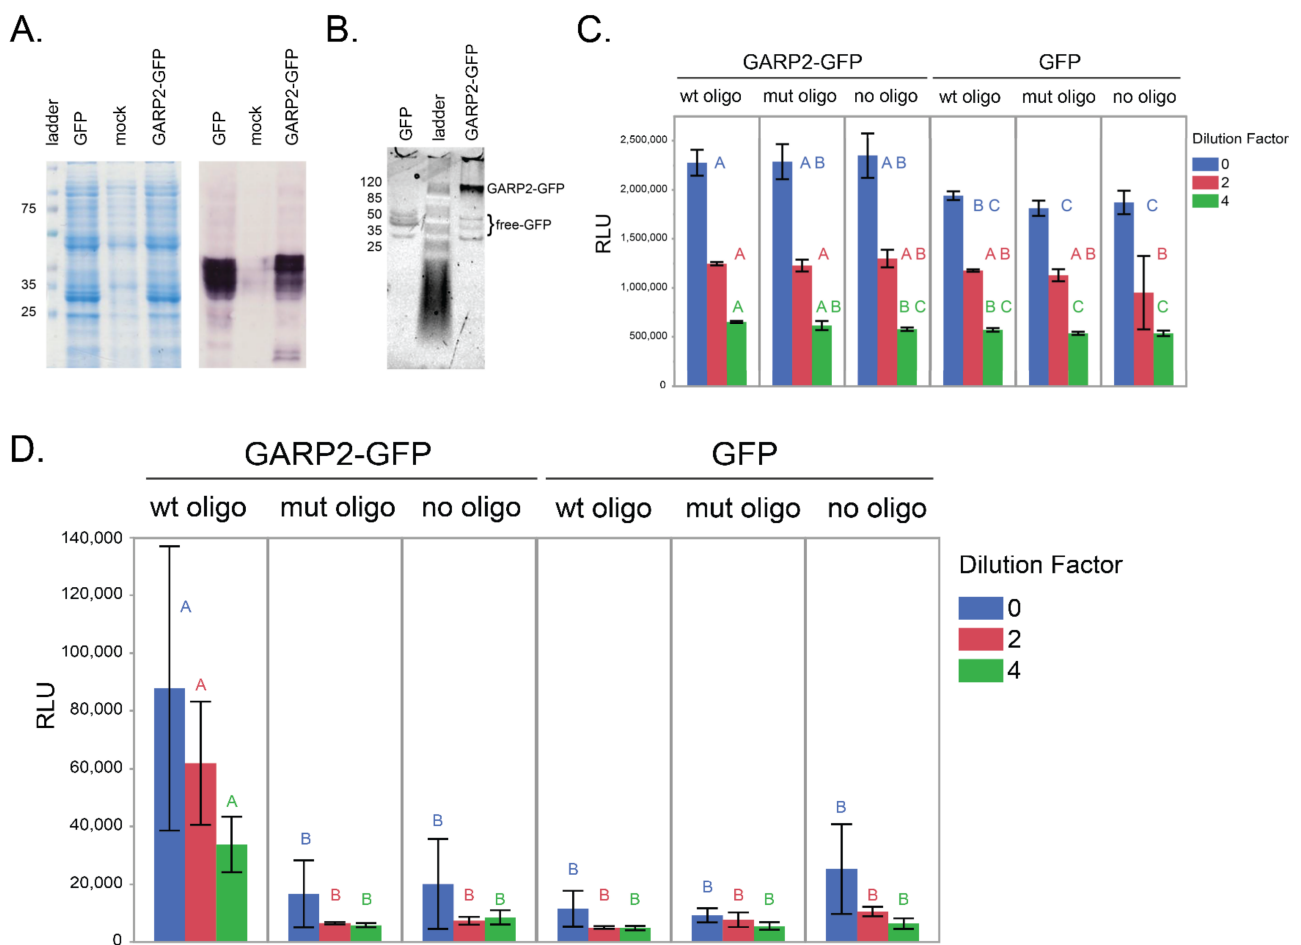 A.
ladder
GFP
mock
GARP2-GFP
GFP
mock
GARP2-GFP
75
35
25
B.
GFP
ladder
GARP2-GFP
120
85
50
35
25
GARP2-GFP
free-GFP
C.
GARP2-GFP GFP
wt oligo mut oligo no oligo wt oligo mut oligo no oligo
RLU
2,500,000
2,000,000
1,500,000
1,000,000
500,000
0
A A B A B B C C C
A A A B A B A B B
A A B B C B C C C
Dilution Factor
0
2
4
D.
GARP2-GFP GFP
wt oligo mut oligo no oligo wt oligo mut oligo no oligo
RLU
140,000
120,000
100,000
80,000
60,000
40,000
20,000
0
A A A
B B B
B B B
B B B
B B B
B B B
Dilution Factor
0
2
4